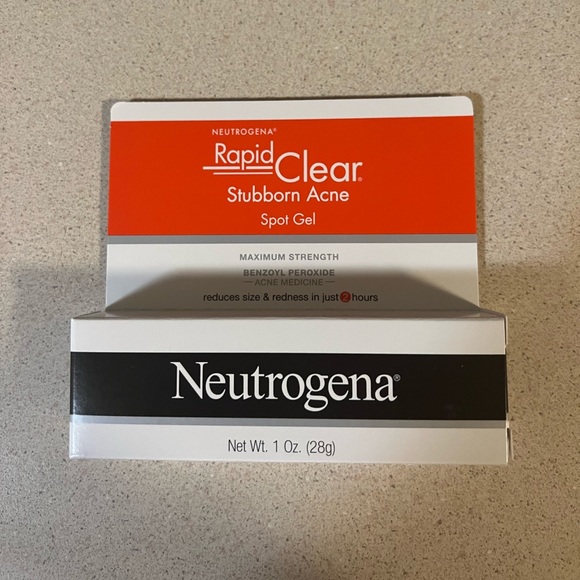 NEUTROGENA®
Rapid Clear®
Stubborn Acne
Spot Gel
MAXIMUM STRENGTH
BENZOYL PEROXIDE
— ACNE MEDICINE —
reduces size & redness in just 2 hours
Neutrogena®
Net Wt. 1 Oz. (28g)